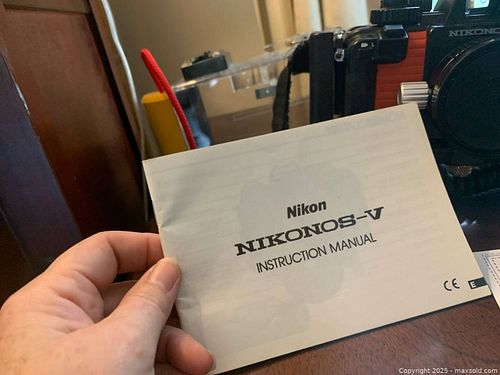 NIKONOS
Nikon
NIKONOS-V
INSTRUCTION MANUAL
CE E
Copyright 2025 - maxsold.com